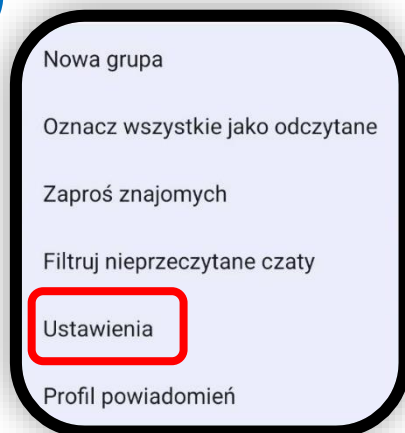 Nowa grupa
Oznacz wszystkie jako odczytane
Zaproś znajomych
Filtruj nieprzeczytane czaty
Ustawienia
Profil powiadomień